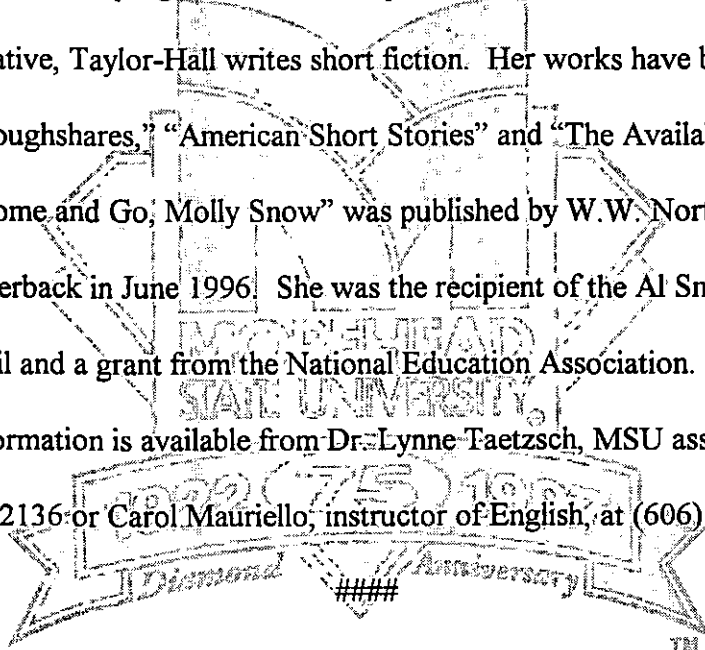 ative, Taylor-Hall writes short fiction. Her works have b
oughshares," "American Short Stories" and "The Availa
ome and Go, Molly Snow" was published by W.W. Nort
erback in June 1996. She was the recipient of the Al Sm
il and a grant from the National Education Association.
MOREHEAD
STATE UNIVERSITY
ormation is available from Dr. Lynne Taetzsch, MSU ass
1922 (75) 1997
2136 or Carol Mauriello, instructor of English, at (606)
Diamond Anniversary
####
TM